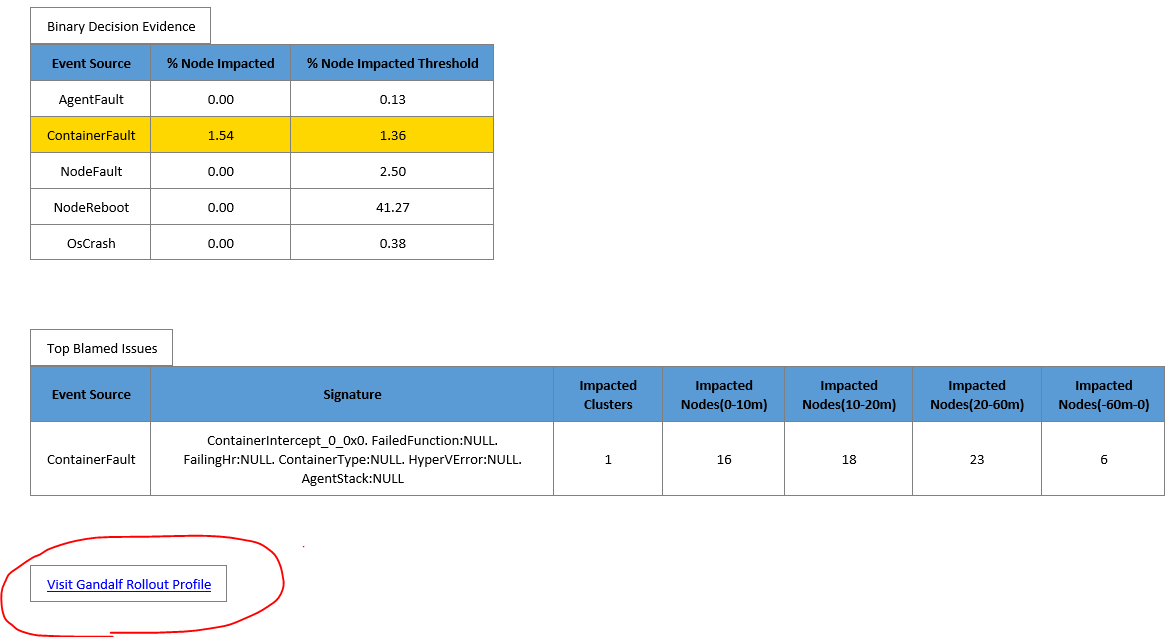 Binary Decision Evidence
Event Source % Node Impacted % Node Impacted Threshold
AgentFault 0.00 0.13
ContainerFault 1.54 1.36
NodeFault 0.00 2.50
NodeReboot 0.00 41.27
OsCrash 0.00 0.38
Top Blamed Issues
Event Source Signature Impacted Clusters Impacted Nodes(0-10m) Impacted Nodes(10-20m) Impacted Nodes(20-60m) Impacted Nodes(-60m-0)
ContainerFault ContainerIntercept_0_0x0. FailedFunction:NULL. FailingHr:NULL. ContainerType:NULL. HyperVError:NULL. AgentStack:NULL 1 16 18 23 6
Visit Gandalf Rollout Profile